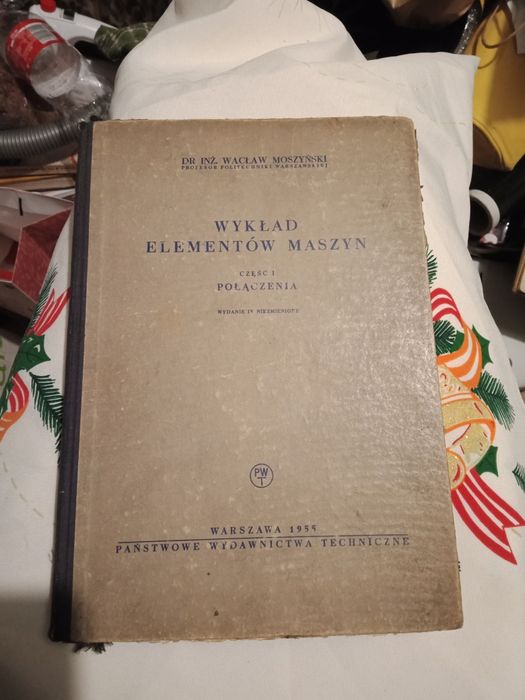 DR INŻ. WACŁAW MOSZYŃSKI
PROFESOR POLITECHNIKI WARSZAWSKIEJ
WYKŁAD
ELEMENTÓW MASZYN
CZĘŚĆ I
POŁĄCZENIA
WYDANIE IV NIEZMIENIONE
PW
T
WARSZAWA 1955
PAŃSTWOWE WYDAWNICTWA TECHNICZNE